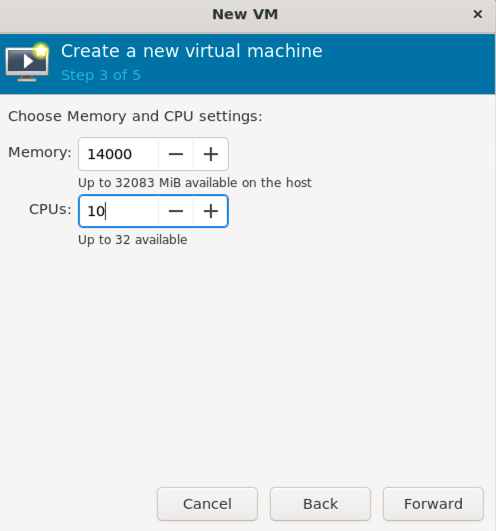 New VM ×
Create a new virtual machine
Step 3 of 5
Choose Memory and CPU settings:
Memory: 14000 − +
Up to 32083 MiB available on the host
CPUs: 10 − +
Up to 32 available
Cancel Back Forward